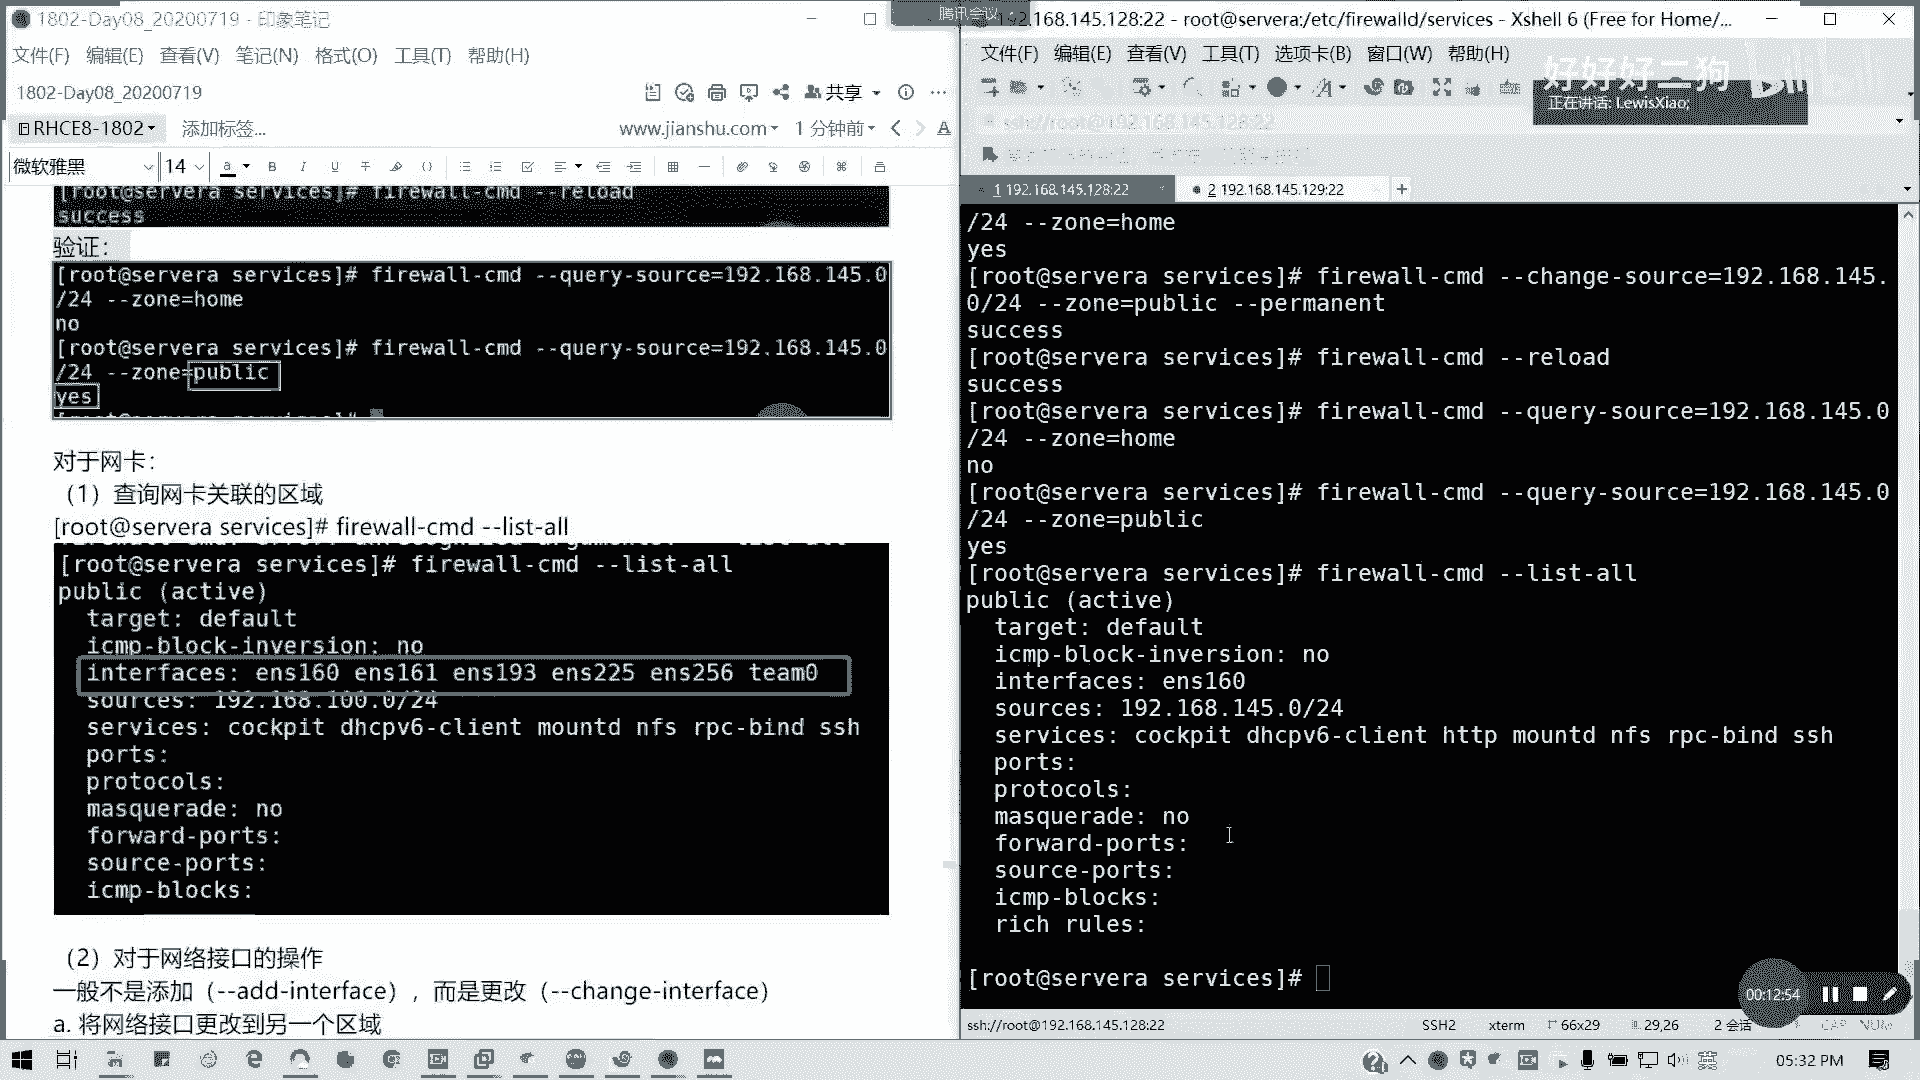 1802-Day08_20200719 - 印象笔记
文件(F) 编辑(E) 查看(V) 笔记(N) 格式(O) 工具(T) 帮助(H)
1802-Day08_20200719
共享
RHCE8-1802
添加标签...
www.jianshu.com
1 分钟前
微软雅黑
14
[root@servera services]# firewall-cmd --reload
success
验证：
[root@servera services]# firewall-cmd --query-source=192.168.145.0
/24 --zone=home
no
[root@servera services]# firewall-cmd --query-source=192.168.145.0
/24 --zone=public
yes
对于网卡：
（1）查询网卡关联的区域
[root@servera services]# firewall-cmd --list-all
[root@servera services]# firewall-cmd --list-all
public (active)
target: default
icmp-block-inversion: no
interfaces: ens160 ens161 ens193 ens225 ens256 team0
sources: 192.168.100.0/24
services: cockpit dhcpv6-client mountd nfs rpc-bind ssh
ports:
protocols:
masquerade: no
forward-ports:
source-ports:
icmp-blocks:
（2）对于网络接口的操作
一般不是添加（--add-interface），而是更改（--change-interface）
a. 将网络接口更改到另一个区域
腾讯会议
.168.145.128:22 - root@servera:/etc/firewalld/services - Xshell 6 (Free for Home/...
文件(F) 编辑(E) 查看(V) 工具(T) 选项卡(B) 窗口(W) 帮助(H)
好好好二狗
正在讲话: LewisXiao;
ssh://root@192.168.145.128:22
1 192.168.145.128:22
2 192.168.145.129:22
/24 --zone=home
yes
[root@servera services]# firewall-cmd --change-source=192.168.145.
0/24 --zone=public --permanent
success
[root@servera services]# firewall-cmd --reload
success
[root@servera services]# firewall-cmd --query-source=192.168.145.0
/24 --zone=home
no
[root@servera services]# firewall-cmd --query-source=192.168.145.0
/24 --zone=public
yes
[root@servera services]# firewall-cmd --list-all
public (active)
target: default
icmp-block-inversion: no
interfaces: ens160
sources: 192.168.145.0/24
services: cockpit dhcpv6-client http mountd nfs rpc-bind ssh
ports:
protocols:
masquerade: no
forward-ports:
source-ports:
icmp-blocks:
rich rules:
[root@servera services]#
00:12:54
ssh://root@192.168.145.128:22
SSH2
xterm
66x29
29,26
2 会话
CAP NUM
英
05:32 PM